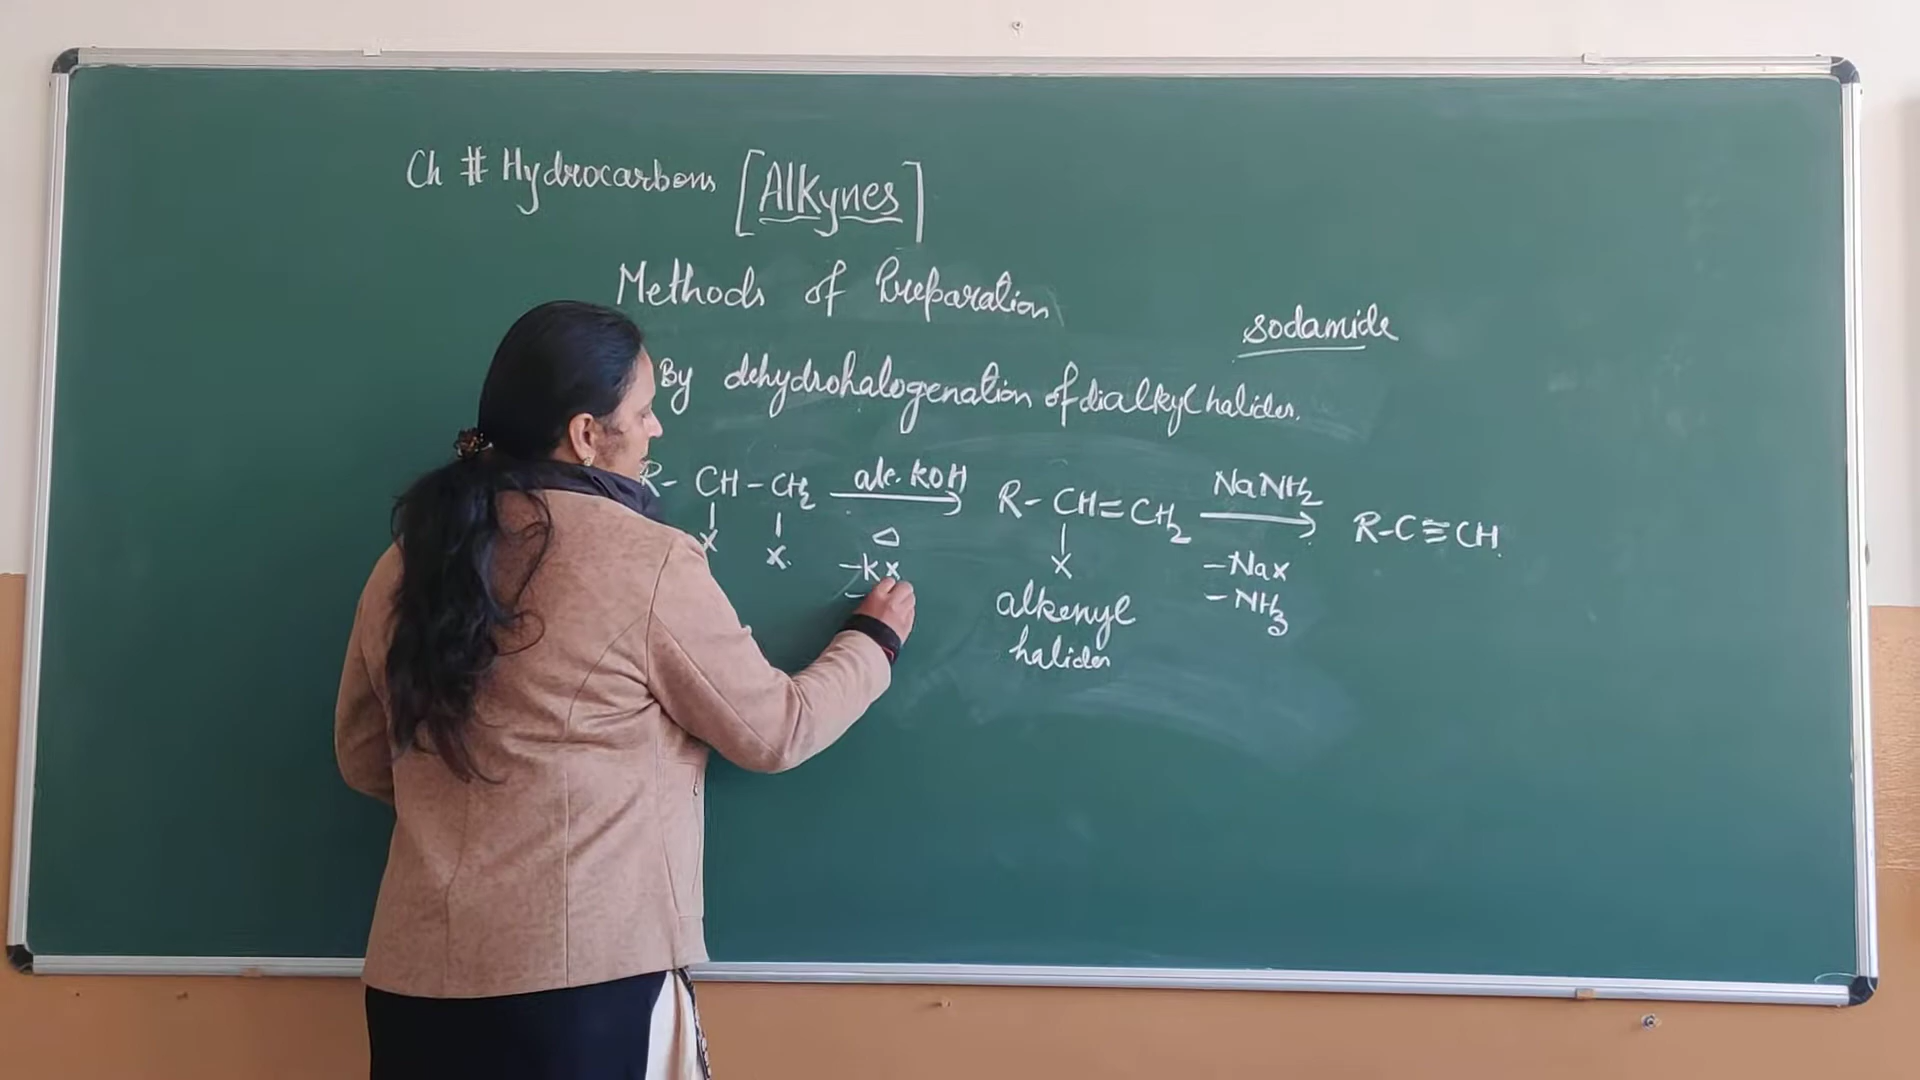 Ch # Hydrocarbons [Alkynes]
Methods of Preparation
sodamide
By dehydrohalogenation of dialkyl halides.
R - CH - CH2 alc. KOH R - CH = CH2 NaNH2 R-C≡CH
X X. Δ X
-KX -NaX
- -NH3
alkenyl
halides